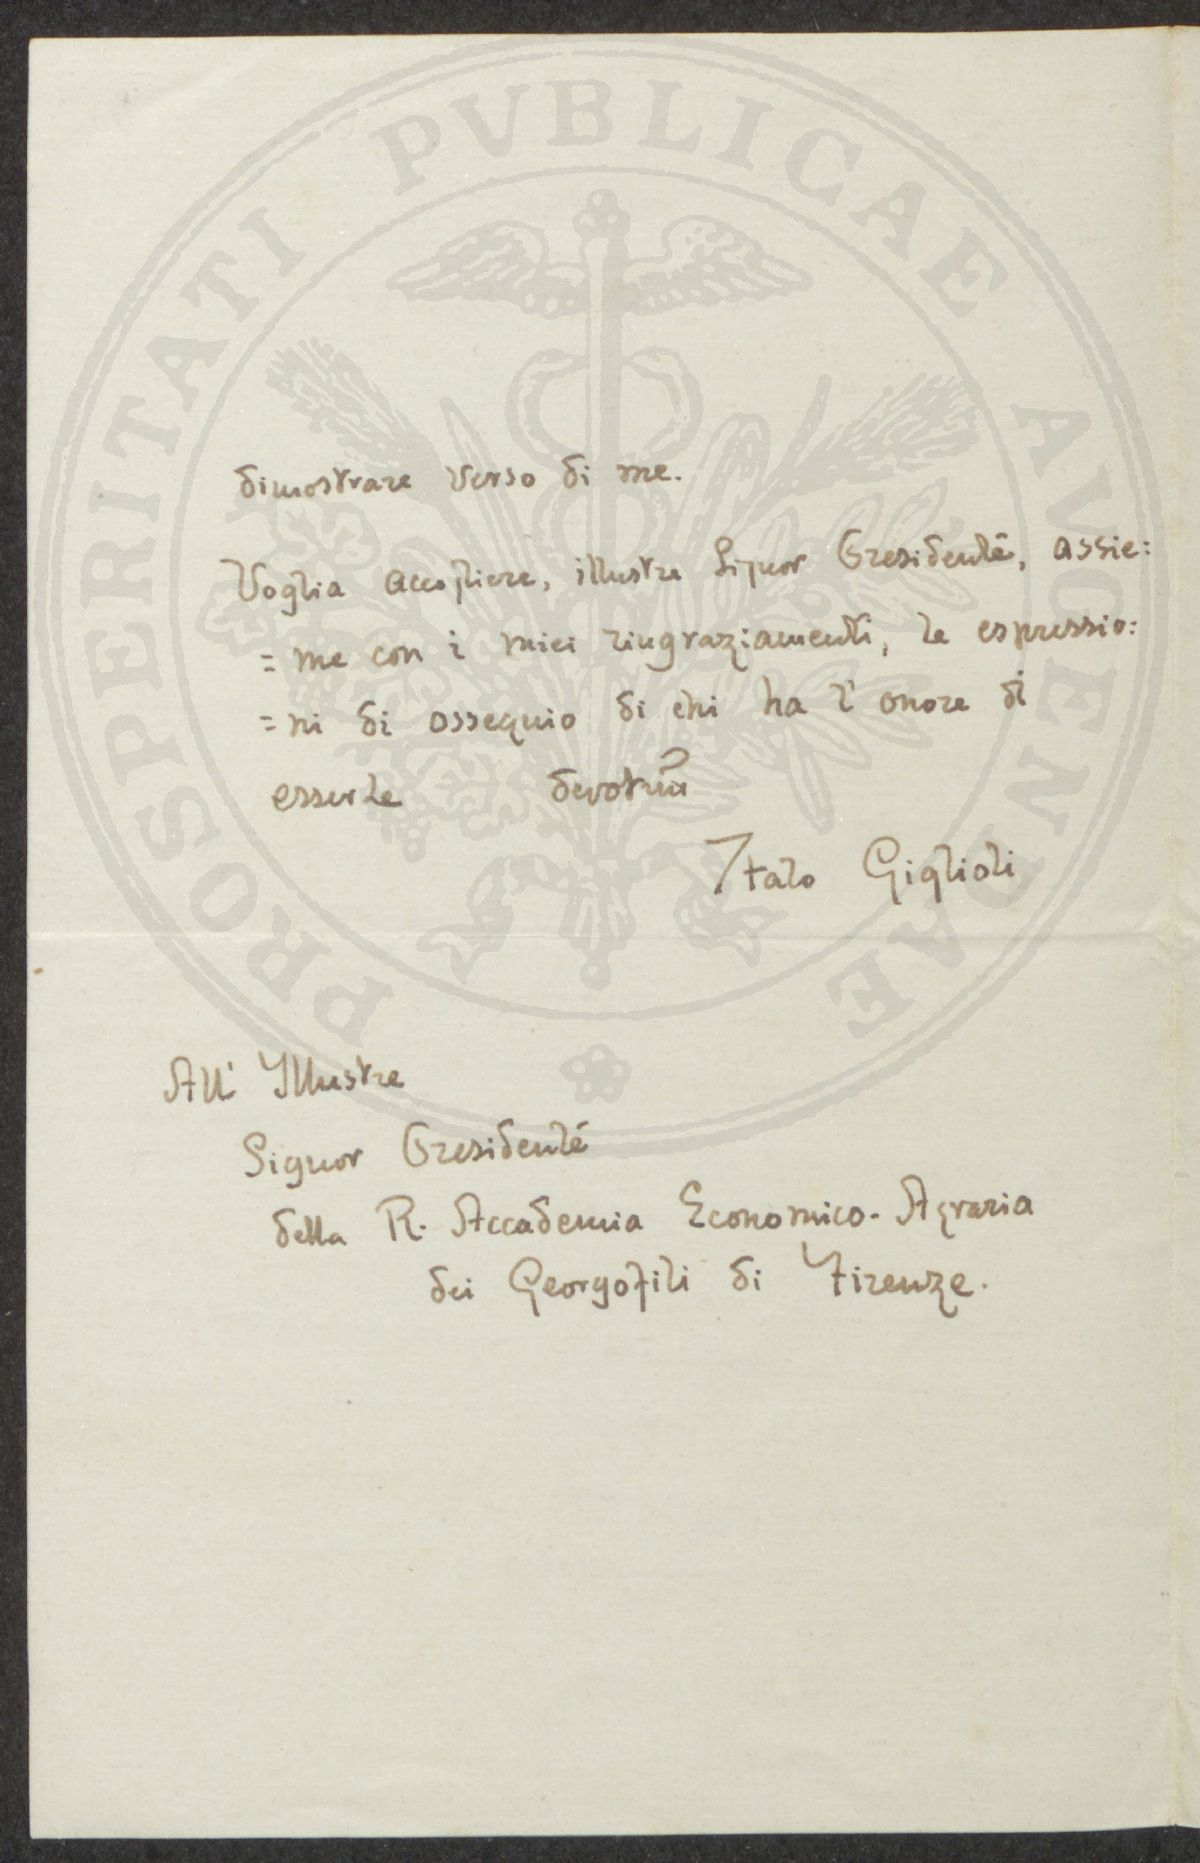 PROSPERITATI PVBLICAE AVGENDAE
dimostrare verso di me.
Voglia accogliere, illustre Signor Presidente, assie:
=me con i miei ringraziamenti, le espressio:
=ni di ossequio di chi ha l'onore di
esserle devotmo
Italo Giglioli
All' Illustre
Signor Presidente
della R. Accademia Economico-Agraria
dei Georgofili di Firenze.